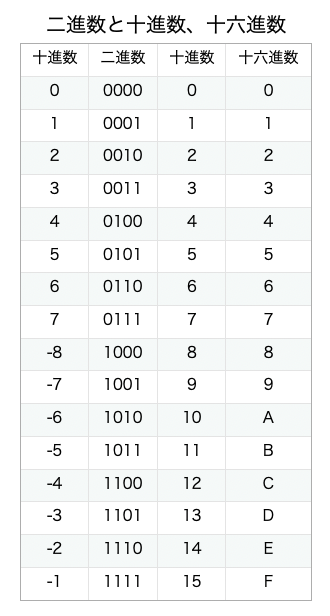 二進数と十進数、十六進数
十進数 二進数 十進数 十六進数
0 0000 0 0
1 0001 1 1
2 0010 2 2
3 0011 3 3
4 0100 4 4
5 0101 5 5
6 0110 6 6
7 0111 7 7
-8 1000 8 8
-7 1001 9 9
-6 1010 10 A
-5 1011 11 B
-4 1100 12 C
-3 1101 13 D
-2 1110 14 E
-1 1111 15 F